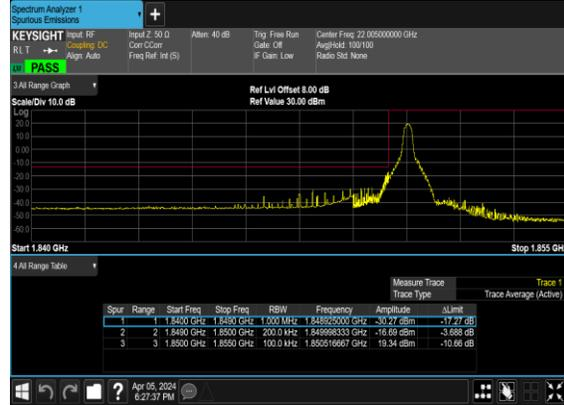 Spectrum Analyzer 1
Spurious Emissions
+
KEYSIGHT Input: RF Input Z: 50 Ω Atten: 40 dB Trig: Free Run Center Freq: 22.005000000 GHz
RLT Coupling: DC Corr CCorr Gate: Off Avg|Hold: 100/100
Align: Auto Freq Ref: Int (S) IF Gain: Low Radio Std: None
PASS
3 All Range Graph
Ref Lvl Offset 8.00 dB
Scale/Div 10.0 dB Ref Value 30.00 dBm
Log
20.0
10.0
0.00
-10.0
-20.0
-30.0
-40.0
-50.0
-60.0
Start 1.840 GHz Stop 1.855 GHz
4 All Range Table
Measure Trace Trace 1
Trace Type Trace Average (Active)
Spur Range Start Freq Stop Freq RBW Frequency Amplitude ΔLimit
1 1 1.8400 GHz 1.8490 GHz 1.000 MHz 1.848925000 GHz -30.27 dBm -17.27 dB
2 2 1.8490 GHz 1.8500 GHz 200.0 kHz 1.849998333 GHz -16.69 dBm -3.688 dB
3 3 1.8500 GHz 1.8550 GHz 100.0 kHz 1.850516667 GHz 19.34 dBm -10.66 dB
? Apr 05, 2024
6:27:37 PM